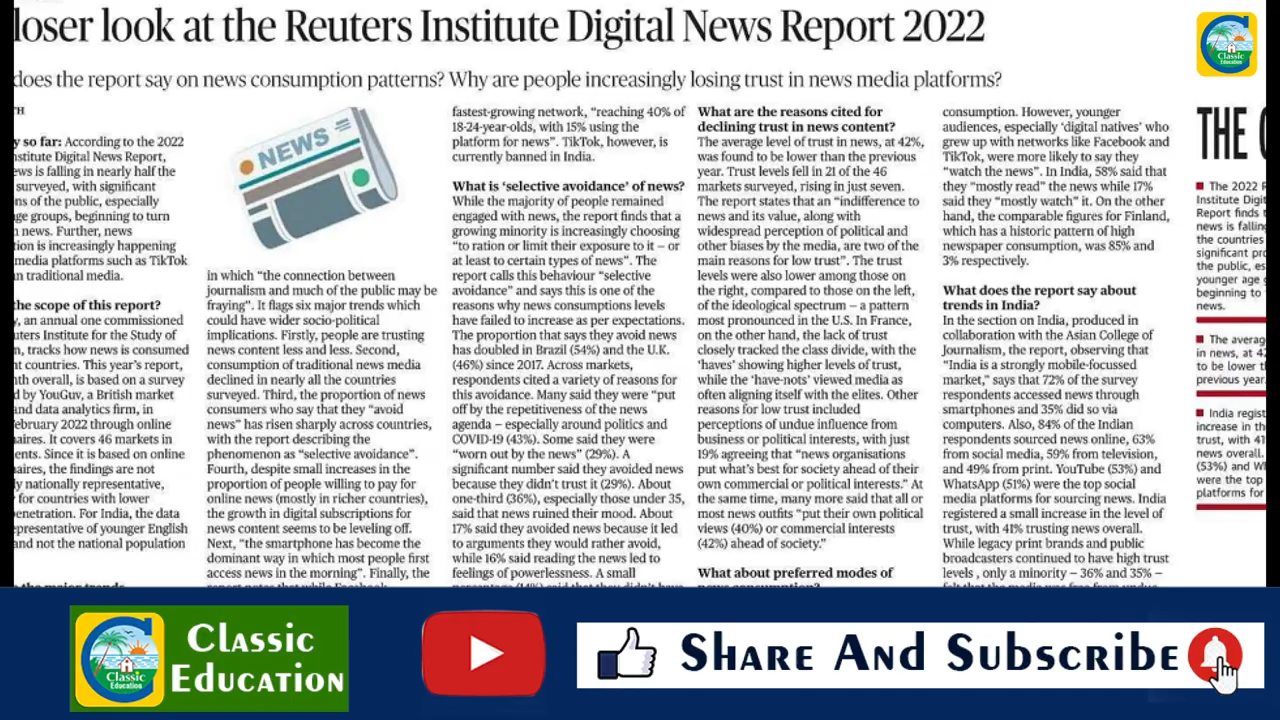 loser look at the Reuters Institute Digital News Report 2022
does the report say on news consumption patterns? Why are people increasingly losing trust in news media platforms?
TH
y so far: According to the 2022
nstitute Digital News Report,
ews is falling in nearly half the
surveyed, with significant
ons of the public, especially
ge groups, beginning to turn
n news. Further, news
tion is increasingly happening
media platforms such as TikTok
n traditional media.
the scope of this report?
y, an annual one commissioned
uters Institute for the Study of
m, tracks how news is consumed
nt countries. This year's report,
nth overall, is based on a survey
d by YouGuv, a British market
and data analytics firm, in
ebruary 2022 through online
aires. It covers 46 markets in
ents. Since it is based on online
aires, the findings are not
ly nationally representative,
for countries with lower
penetration. For India, the data
epresentative of younger English
and not the national population
the major trends
NEWS
in which "the connection between
journalism and much of the public may be
fraying". It flags six major trends which
could have wider socio-political
implications. Firstly, people are trusting
news content less and less. Second,
consumption of traditional news media
declined in nearly all the countries
surveyed. Third, the proportion of news
consumers who say that they "avoid
news" has risen sharply across countries,
with the report describing the
phenomenon as "selective avoidance".
Fourth, despite small increases in the
proportion of people willing to pay for
online news (mostly in richer countries),
the growth in digital subscriptions for
news content seems to be leveling off.
Next, "the smartphone has become the
dominant way in which most people first
access news in the morning". Finally, the
report notes that while Facebook
fastest-growing network, "reaching 40% of
18-24-year-olds, with 15% using the
platform for news". TikTok, however, is
currently banned in India.
What is 'selective avoidance' of news?
While the majority of people remained
engaged with news, the report finds that a
growing minority is increasingly choosing
"to ration or limit their exposure to it – or
at least to certain types of news". The
report calls this behaviour "selective
avoidance" and says this is one of the
reasons why news consumptions levels
have failed to increase as per expectations.
The proportion that says they avoid news
has doubled in Brazil (54%) and the U.K.
(46%) since 2017. Across markets,
respondents cited a variety of reasons for
this avoidance. Many said they were "put
off by the repetitiveness of the news
agenda – especially around politics and
COVID-19 (43%). Some said they were
"worn out by the news" (29%). A
significant number said they avoided news
because they didn't trust it (29%). About
one-third (36%), especially those under 35,
said that news ruined their mood. About
17% said they avoided news because it led
to arguments they would rather avoid,
while 16% said reading the news led to
feelings of powerlessness. A small
percentage (14%) said they didn't have
What are the reasons cited for
declining trust in news content?
The average level of trust in news, at 42%,
was found to be lower than the previous
year. Trust levels fell in 21 of the 46
markets surveyed, rising in just seven.
The report states that an "indifference to
news and its value, along with
widespread perception of political and
other biases by the media, are two of the
main reasons for low trust". The trust
levels were also lower among those on
the right, compared to those on the left,
of the ideological spectrum – a pattern
most pronounced in the U.S. In France,
on the other hand, the lack of trust
closely tracked the class divide, with the
'haves' showing higher levels of trust,
while the 'have-nots' viewed media as
often aligning itself with the elites. Other
reasons for low trust included
perceptions of undue influence from
business or political interests, with just
19% agreeing that "news organisations
put what's best for society ahead of their
own commercial or political interests." At
the same time, many more said that all or
most news outfits "put their own political
views (40%) or commercial interests
(42%) ahead of society."
What about preferred modes of
news consumption?
consumption. However, younger
audiences, especially 'digital natives' who
grew up with networks like Facebook and
TikTok, were more likely to say they
"watch the news". In India, 58% said that
they "mostly read" the news while 17%
said they "mostly watch" it. On the other
hand, the comparable figures for Finland,
which has a historic pattern of high
newspaper consumption, was 85% and
3% respectively.
What does the report say about
trends in India?
In the section on India, produced in
collaboration with the Asian College of
Journalism, the report, observing that
"India is a strongly mobile-focussed
market," says that 72% of the survey
respondents accessed news through
smartphones and 35% did so via
computers. Also, 84% of the Indian
respondents sourced news online, 63%
from social media, 59% from television,
and 49% from print. YouTube (53%) and
WhatsApp (51%) were the top social
media platforms for sourcing news. India
registered a small increase in the level of
trust, with 41% trusting news overall.
While legacy print brands and public
broadcasters continued to have high trust
levels , only a minority – 36% and 35% –
felt that the media was free from undue
Classic
Education
THE
The 2022 R
Institute Digit
Report finds t
news is falling
the countries
significant pro
the public, es
younger age g
beginning to
news.
The average
in news, at 42
to be lower th
previous year.
India regist
increase in the
trust, with 41
news overall.
(53%) and Wh
were the top
platforms for
Classic
Education
Classic
Education
Share And Subscribe